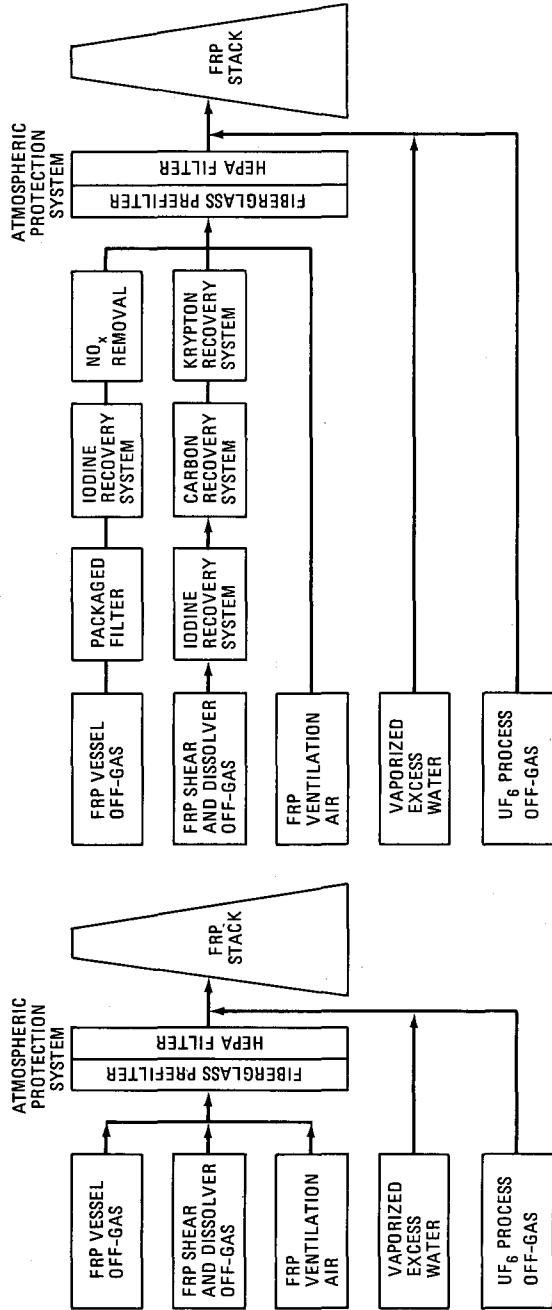 ATMOSPHERIC
PROTECTION
SYSTEM
FRP VESSEL
OFF-GAS
FRP SHEAR
AND DISSOLVER
OFF-GAS
FRP
VENTILATION
AIR
VAPORIZED
EXCESS
WATER
UF₆ PROCESS
OFF-GAS
FIBERGLASS PREFILTER
HEPA FILTER
FRP
STACK
ATMOSPHERIC
PROTECTION
SYSTEM
FRP VESSEL
OFF-GAS
PACKAGED
FILTER
IODINE
RECOVERY
SYSTEM
NOₓ
REMOVAL
FRP SHEAR
AND DISSOLVER
OFF-GAS
IODINE
RECOVERY
SYSTEM
CARBON
RECOVERY
SYSTEM
KRYPTON
RECOVERY
SYSTEM
FRP
VENTILATION
AIR
VAPORIZED
EXCESS
WATER
UF₆ PROCESS
OFF-GAS
FIBERGLASS PREFILTER
HEPA FILTER
FRP
STACK